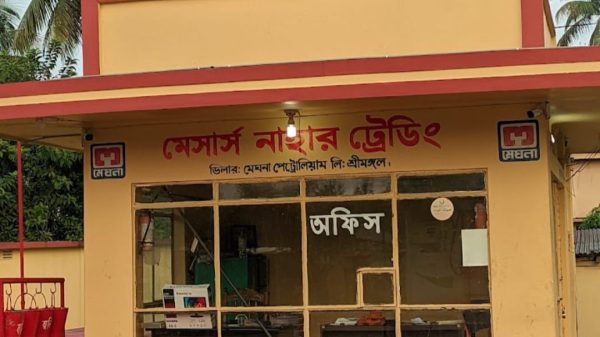 মেসার্স নাহার ট্রেডিং
ডিলার: মেঘনা পেট্রোলিয়াম লি: শ্রীমঙ্গল।
মেঘনা
মেঘনা
অফিস